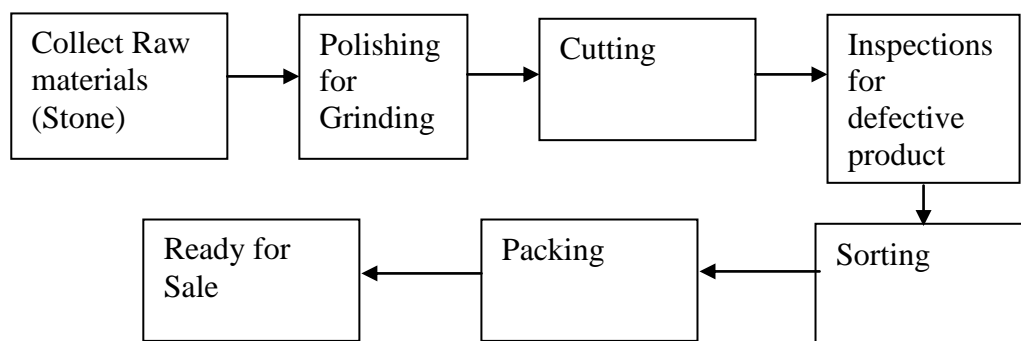 Collect Raw
materials
(Stone)
Polishing
for
Grinding
Cutting
Inspections
for
defective
product
Sorting
Packing
Ready for
Sale